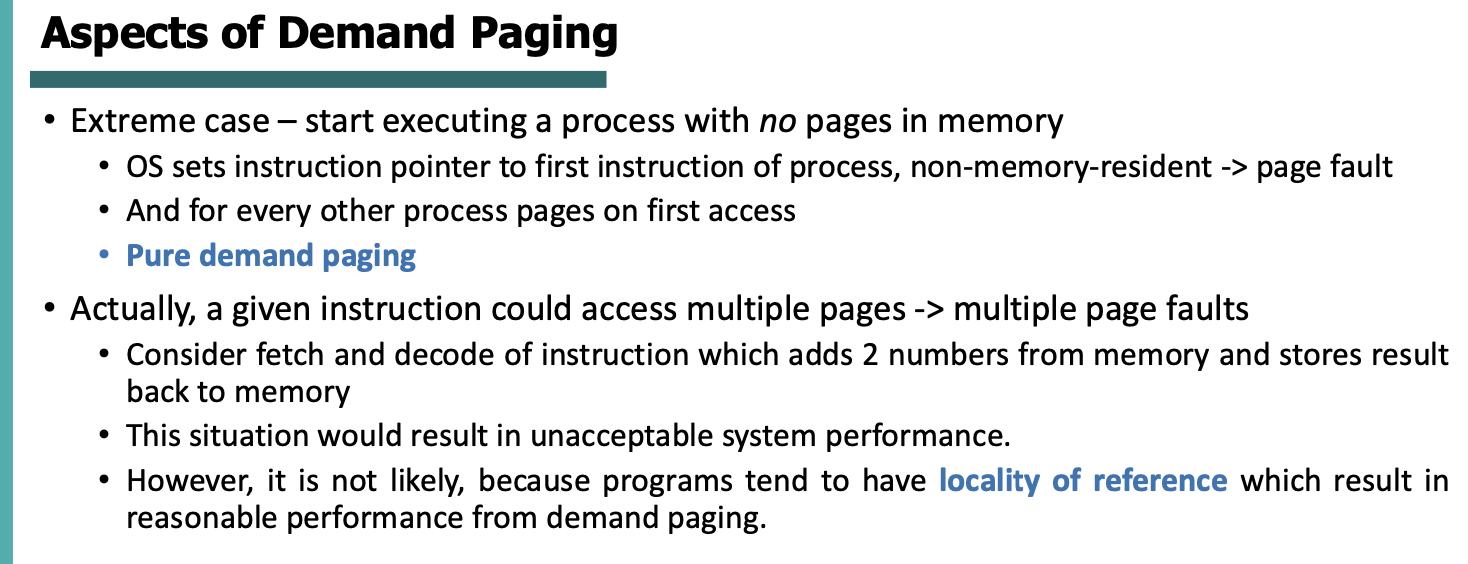 Aspects of Demand Paging
• Extreme case – start executing a process with no pages in memory
• OS sets instruction pointer to first instruction of process, non-memory-resident -> page fault
• And for every other process pages on first access
• Pure demand paging
• Actually, a given instruction could access multiple pages -> multiple page faults
• Consider fetch and decode of instruction which adds 2 numbers from memory and stores result
back to memory
• This situation would result in unacceptable system performance.
• However, it is not likely, because programs tend to have locality of reference which result in
reasonable performance from demand paging.